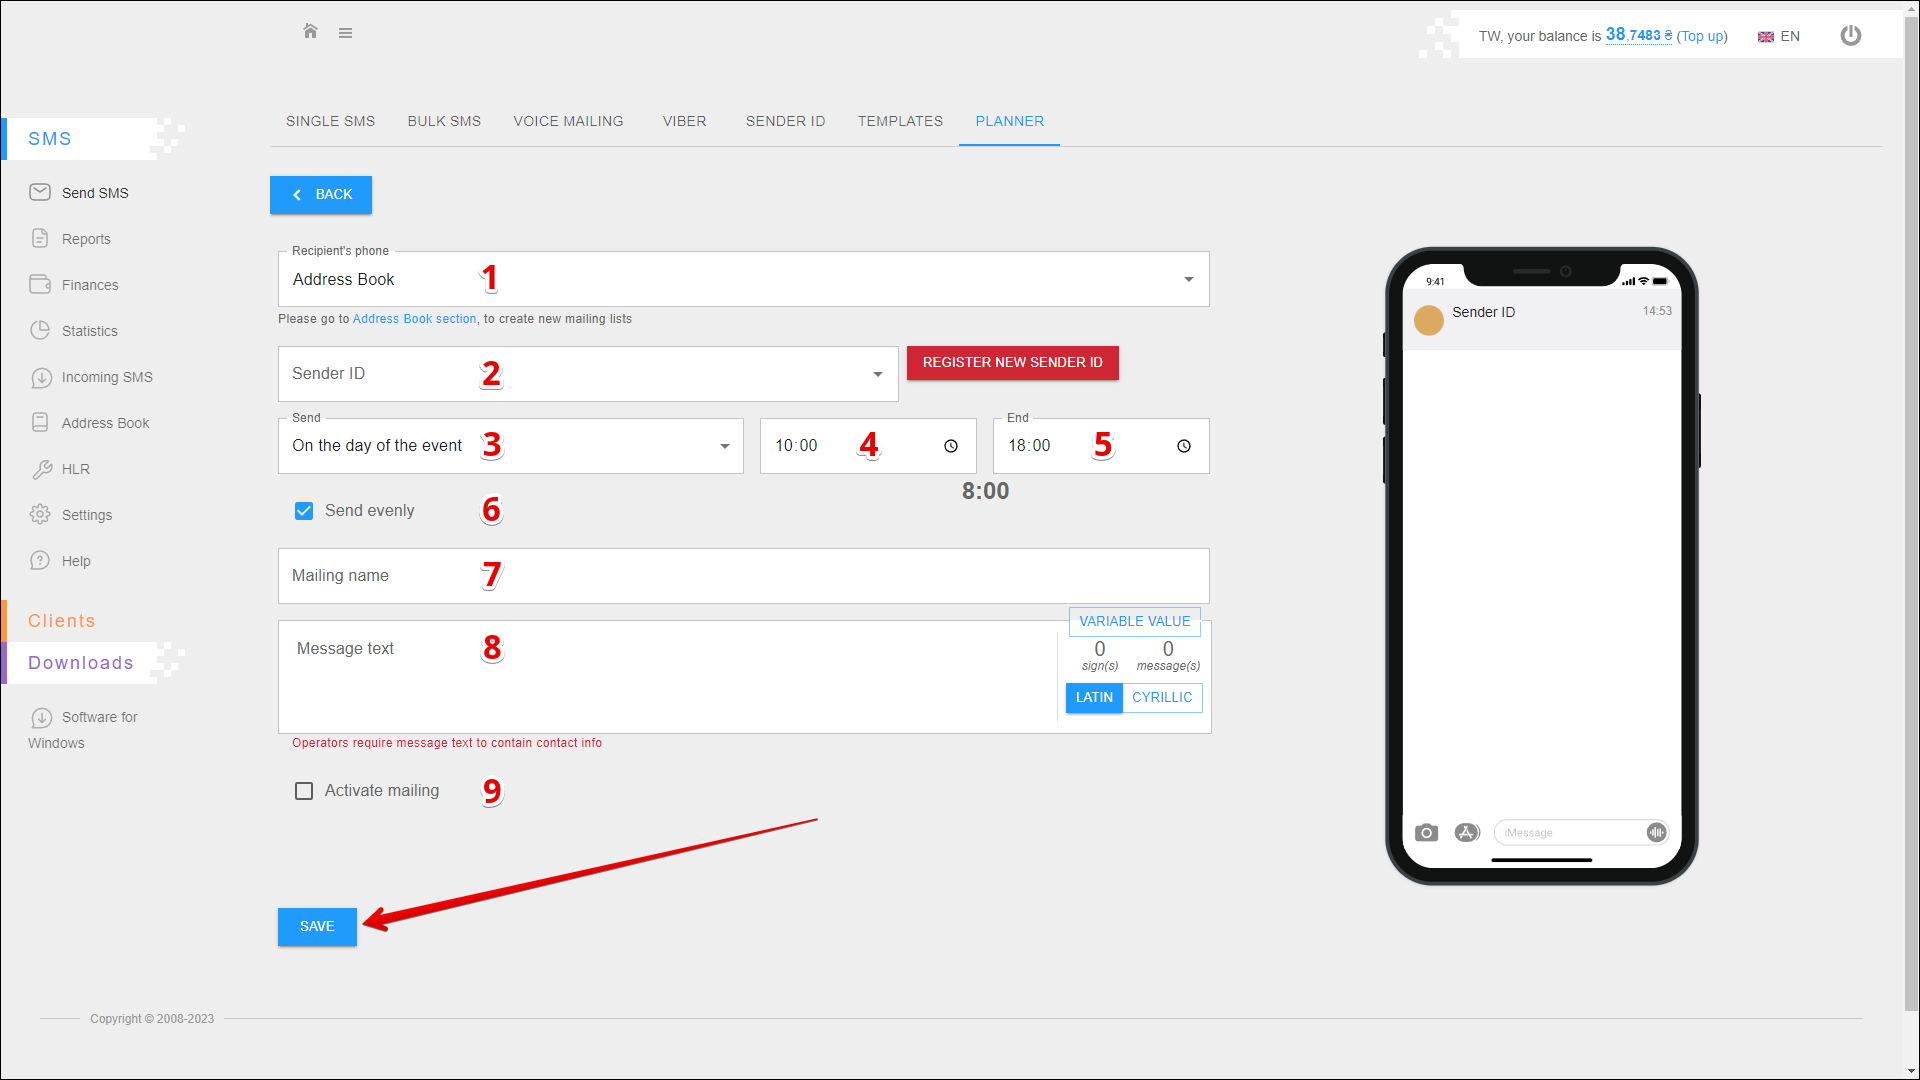 TW, your balance is 38,7483 ₴ (Top up) EN
SMS
Send SMS
Reports
Finances
Statistics
Incoming SMS
Address Book
HLR
Settings
Help
Clients
Downloads
Software for
Windows
SINGLE SMS BULK SMS VOICE MAILING VIBER SENDER ID TEMPLATES PLANNER
BACK
Recipient's phone
Address Book 1
Please go to Address Book section, to create new mailing lists
Sender ID 2 REGISTER NEW SENDER ID
Send End
On the day of the event 3 10:00 4 18:00 5
8:00
Send evenly 6
Mailing name 7
VARIABLE VALUE
Message text 8
0 0
sign(s) message(s)
LATIN CYRILLIC
Operators require message text to contain contact info
Activate mailing 9
SAVE
9:41
Sender ID 14:53
iMessage
Copyright © 2008-2023